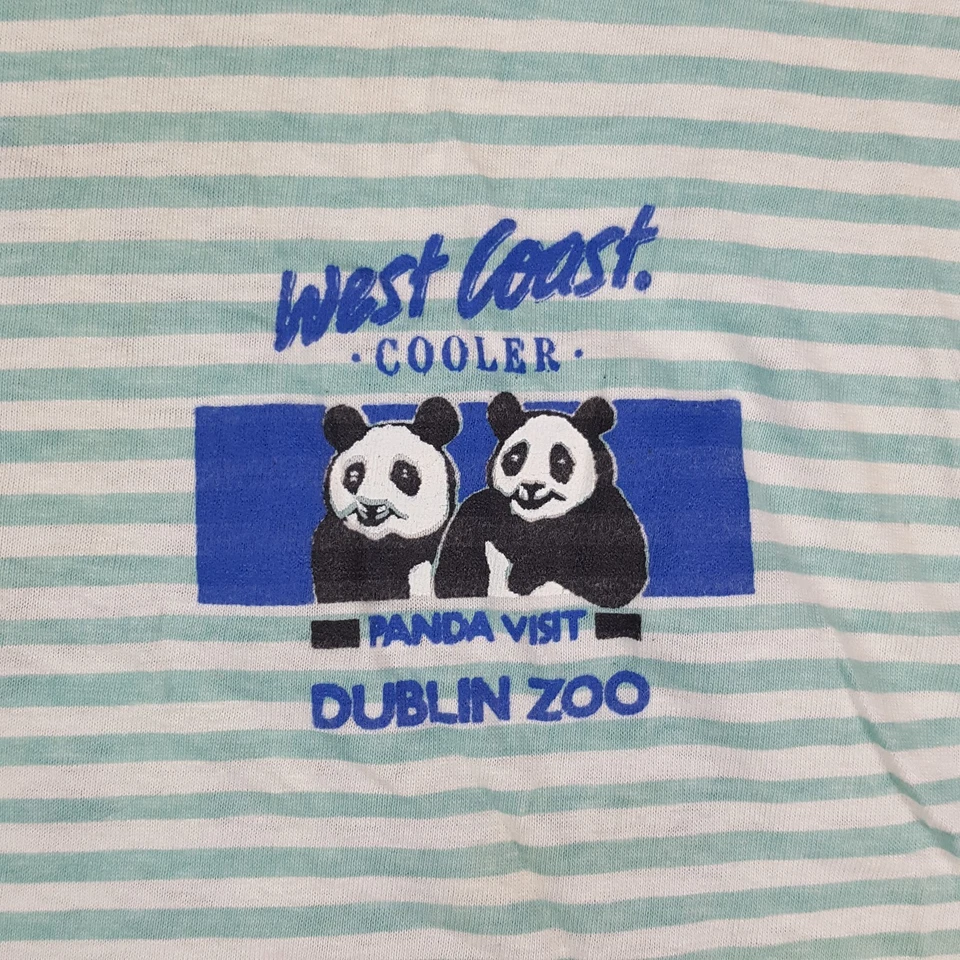 West Coast.
· COOLER ·
PANDA VISIT
DUBLIN ZOO